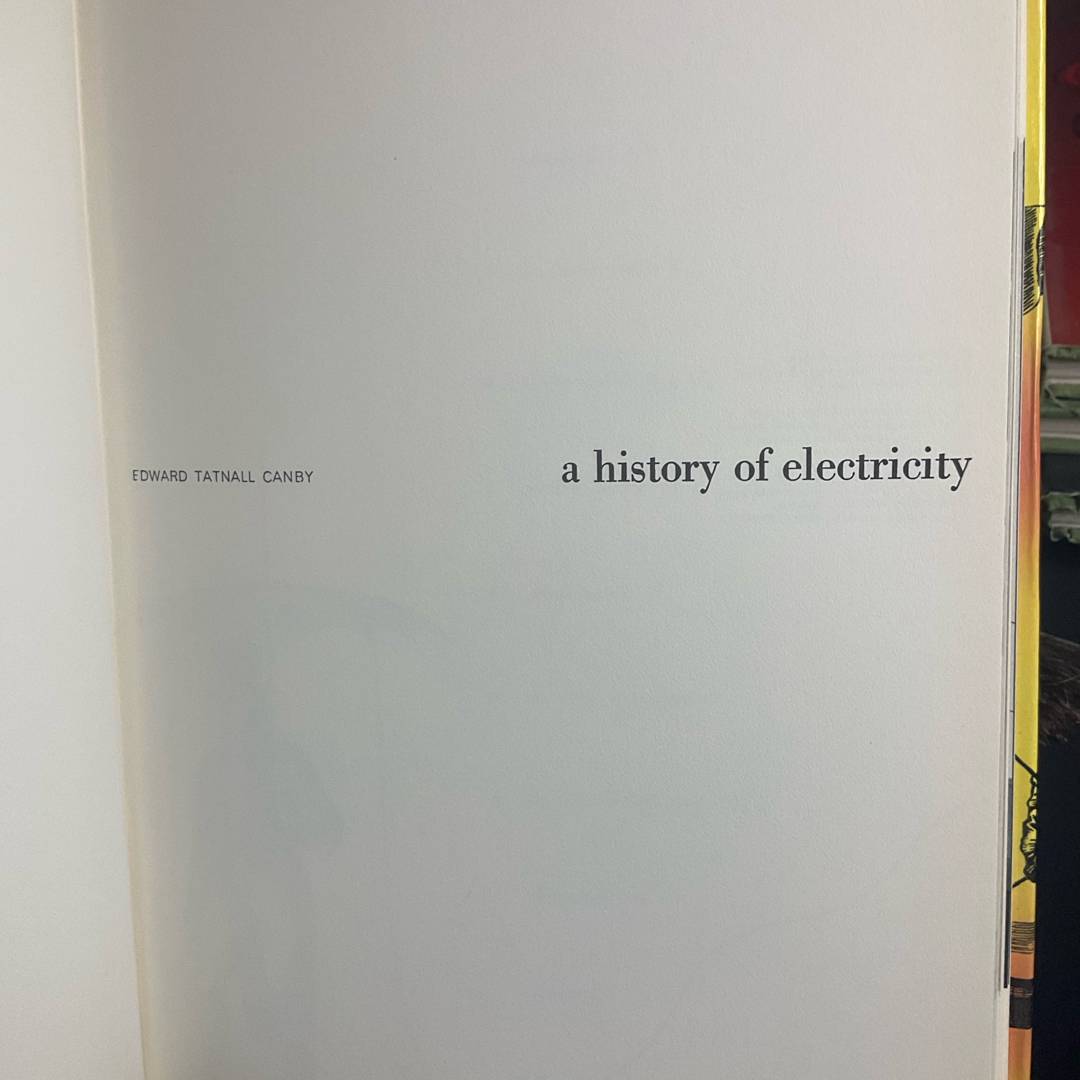 EDWARD TATNALL CANBY
a history of electricity